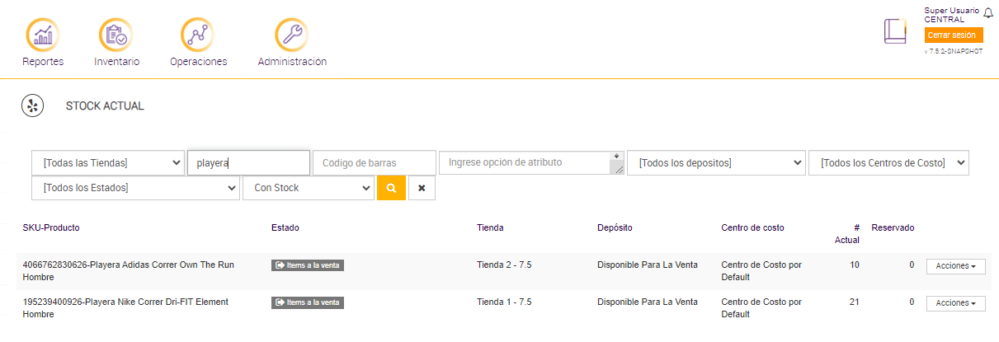 Super Usuario
CENTRAL
Cerrar sesión
v 7.5.2-SNAPSHOT
Reportes Inventario Operaciones Administración
STOCK ACTUAL
[Todas las Tiendas] playera Código de barras Ingrese opción de atributo [Todos los depositos] [Todos los Centros de Costo]
[Todos los Estados] Con Stock
SKU-Producto Estado Tienda Depósito Centro de costo # Actual Reservado
4066762830626-Playera Adidas Correr Own The Run Hombre Items a la venta Tienda 2 - 7.5 Disponible Para La Venta Centro de Costo por Default 10 0 Acciones
195239400926-Playera Nike Correr Dri-FIT Element Hombre Items a la venta Tienda 1 - 7.5 Disponible Para La Venta Centro de Costo por Default 21 0 Acciones